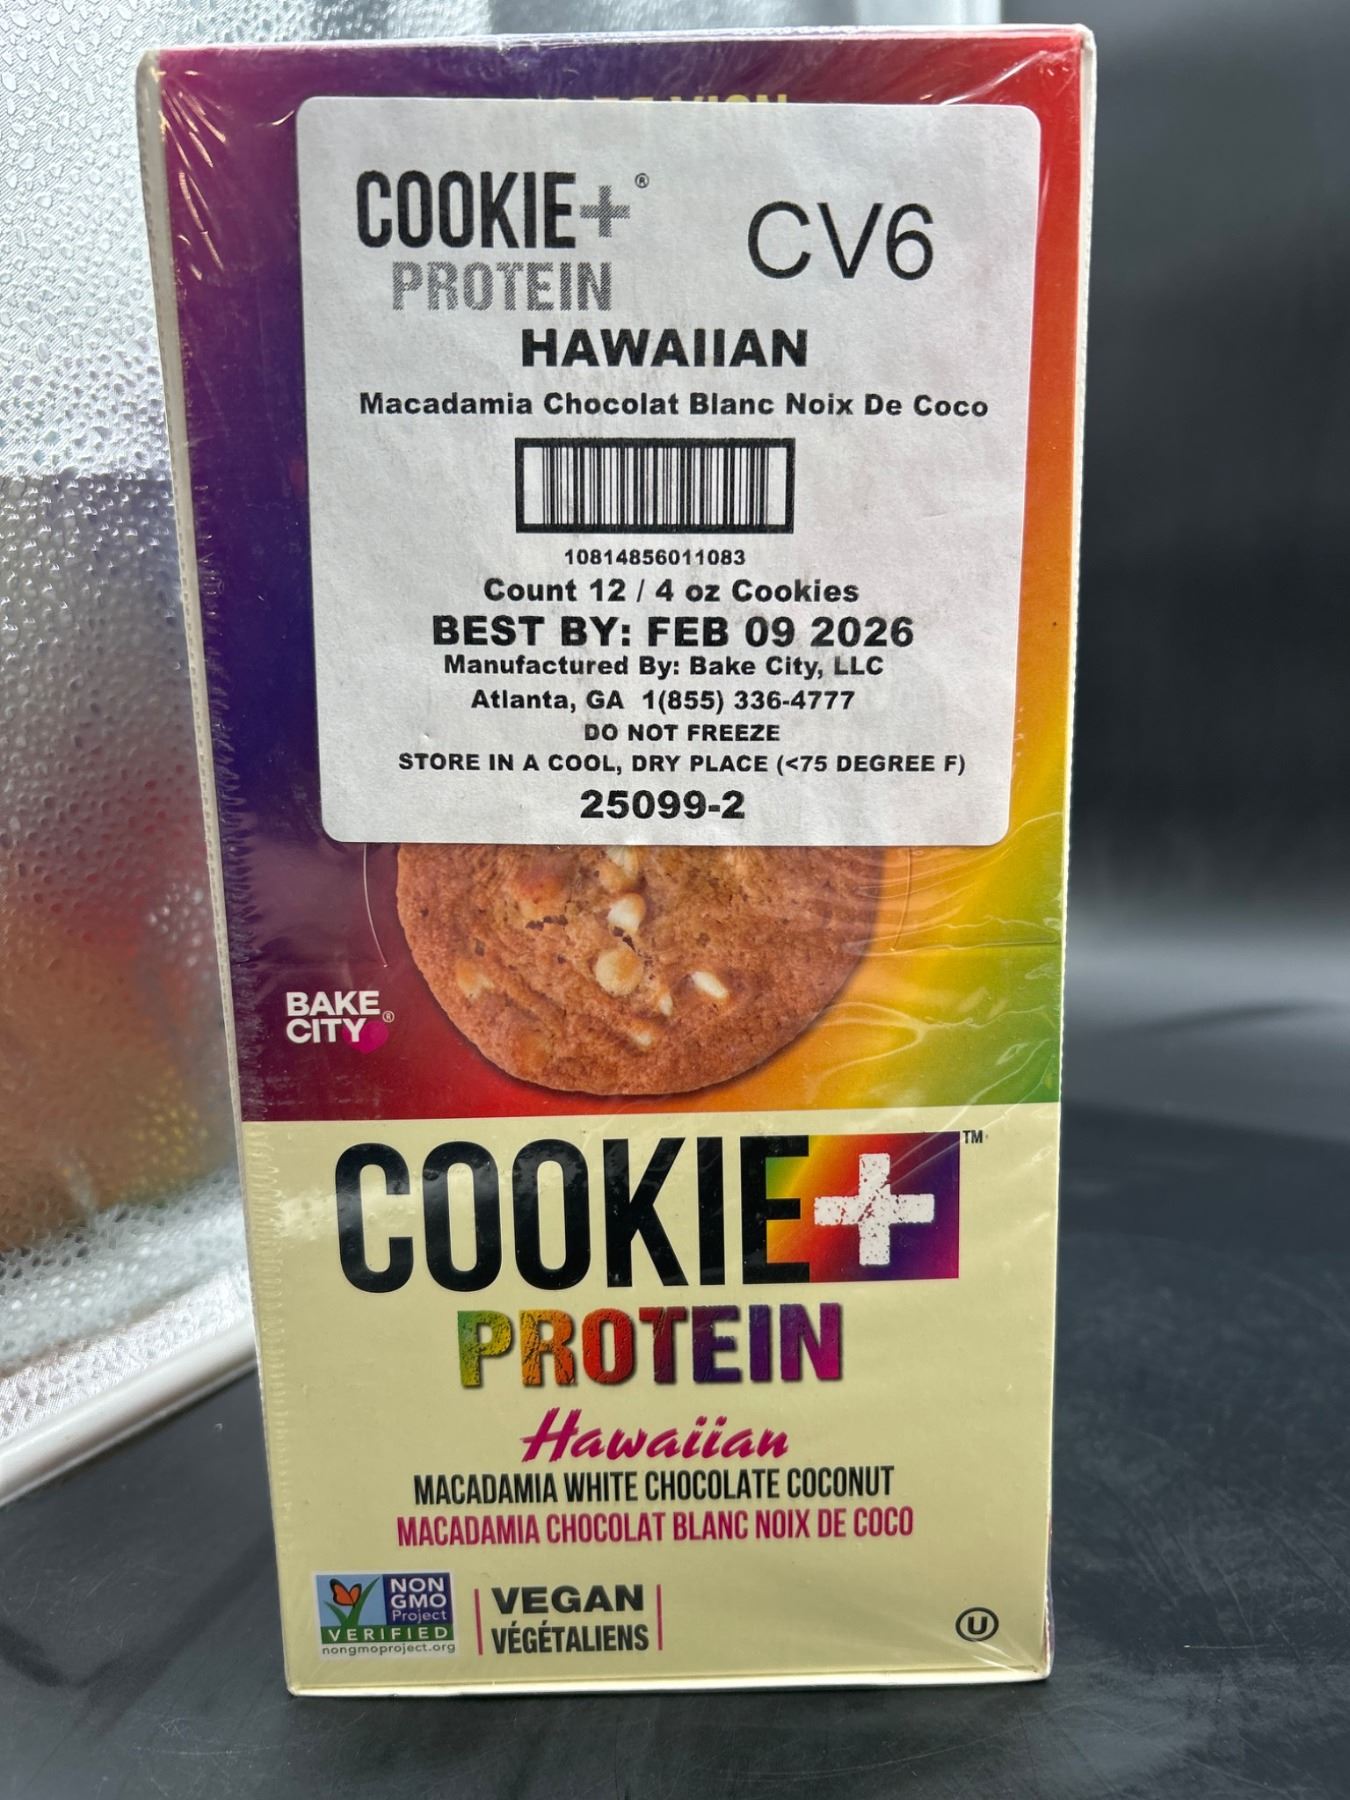 COOKIE+®
PROTEIN
CV6
HAWAIIAN
Macadamia Chocolat Blanc Noix De Coco
10814856011083
Count 12 / 4 oz Cookies
BEST BY: FEB 09 2026
Manufactured By: Bake City, LLC
Atlanta, GA 1(855) 336-4777
DO NOT FREEZE
STORE IN A COOL, DRY PLACE (<75 DEGREE F)
25099-2
BAKE
CITY®
COOKIE+™
PROTEIN
Hawaiian
MACADAMIA WHITE CHOCOLATE COCONUT
MACADAMIA CHOCOLAT BLANC NOIX DE COCO
NON
GMO
Project
VERIFIED
nongmoproject.org
VEGAN
VÉGÉTALIENS
U